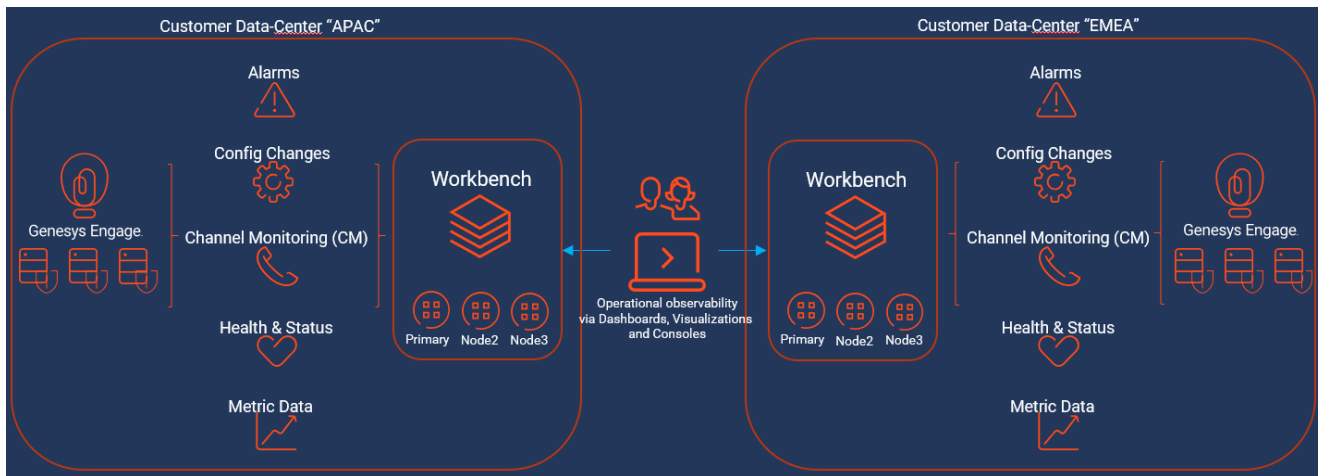 Customer Data-Center “APAC”
Alarms
Config Changes
Genesys Engage.
Channel Monitoring (CM)
Health & Status
Metric Data
Workbench
Primary
Node2
Node3
Operational observability
via Dashboards, Visualizations
and Consoles
Customer Data-Center “EMEA”
Workbench
Primary
Node2
Node3
Alarms
Config Changes
Channel Monitoring (CM)
Health & Status
Metric Data
Genesys Engage.